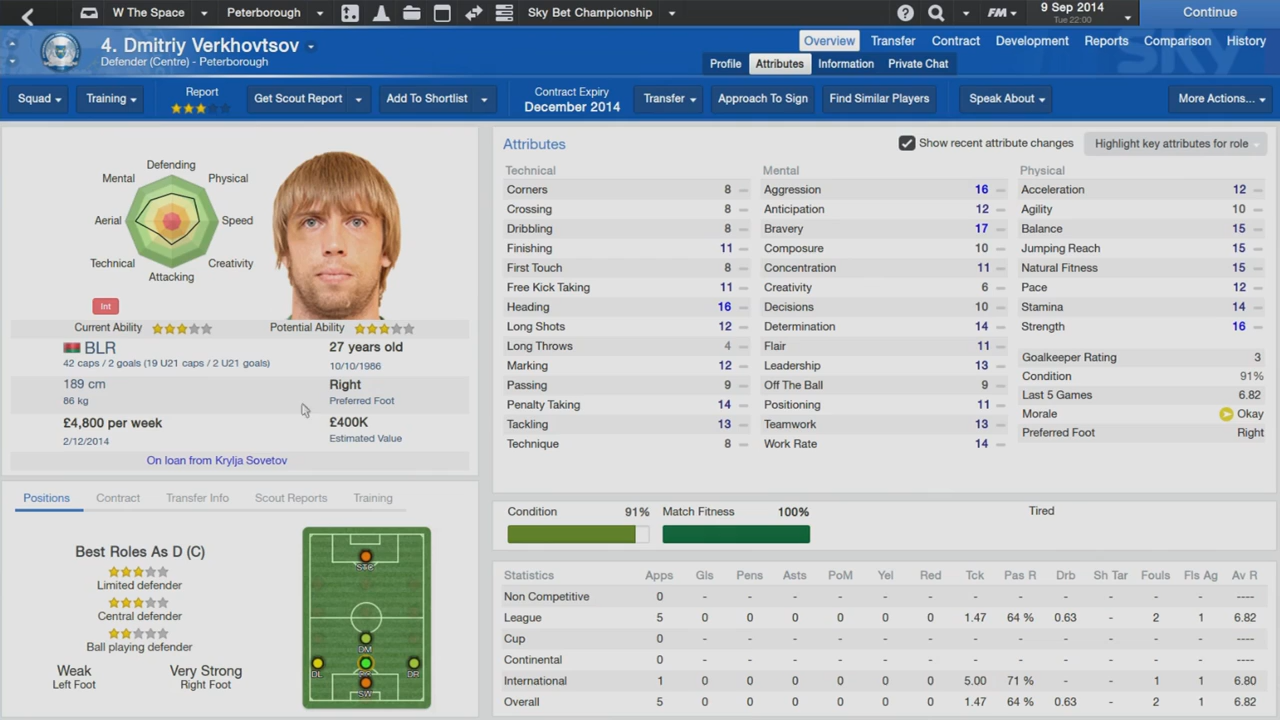 W The Space
Peterborough
Sky Bet Championship
FM
9 Sep 2014
Tue 22:00
Continue
4. Dmitriy Verkhovtsov
Defender (Centre) - Peterborough
Overview Transfer Contract Development Reports Comparison History
Profile Attributes Information Private Chat
Squad Training
Report
Get Scout Report
Add To Shortlist
Contract Expiry
December 2014
Transfer Approach To Sign Find Similar Players Speak About More Actions...
Defending
Mental Physical
Aerial Speed
Technical Creativity
Attacking
Int
Current Ability Potential Ability
BLR
42 caps / 2 goals (19 U21 caps / 2 U21 goals)
27 years old
10/10/1986
189 cm
86 kg
Right
Preferred Foot
£4,800 per week
2/12/2014
£400K
Estimated Value
On loan from Krylja Sovetov
Positions Contract Transfer Info Scout Reports Training
Best Roles As D (C)
Limited defender
Central defender
Ball playing defender
Weak
Left Foot
Very Strong
Right Foot
STC
DM
DL DR
SW
Attributes
Show recent attribute changes
Highlight key attributes for role
Technical
Corners 8
Crossing 8
Dribbling 8
Finishing 11
First Touch 8
Free Kick Taking 11
Heading 16
Long Shots 12
Long Throws 4
Marking 12
Passing 9
Penalty Taking 14
Tackling 13
Technique 8
Mental
Aggression 16
Anticipation 12
Bravery 17
Composure 10
Concentration 11
Creativity 6
Decisions 10
Determination 14
Flair 11
Leadership 13
Off The Ball 9
Positioning 11
Teamwork 13
Work Rate 14
Physical
Acceleration 12
Agility 10
Balance 15
Jumping Reach 15
Natural Fitness 15
Pace 12
Stamina 14
Strength 16
Goalkeeper Rating 3
Condition 91%
Last 5 Games 6.82
Morale Okay
Preferred Foot Right
Condition 91% Match Fitness 100% Tired
Statistics Apps Gls Pens Asts PoM Yel Red Tck Pas R Drb Sh Tar Fouls Fls Ag Av R
Non Competitive 0 - - - - - - - - - - - - ----
League 5 0 0 0 0 0 0 1.47 64 % 0.63 - 2 1 6.82
Cup 0 - - - - - - - - - - - - ----
Continental 0 - - - - - - - - - - - - ----
International 1 0 0 0 0 0 0 5.00 71 % - - 1 1 6.80
Overall 5 0 0 0 0 0 0 1.47 64 % 0.63 - 2 1 6.82